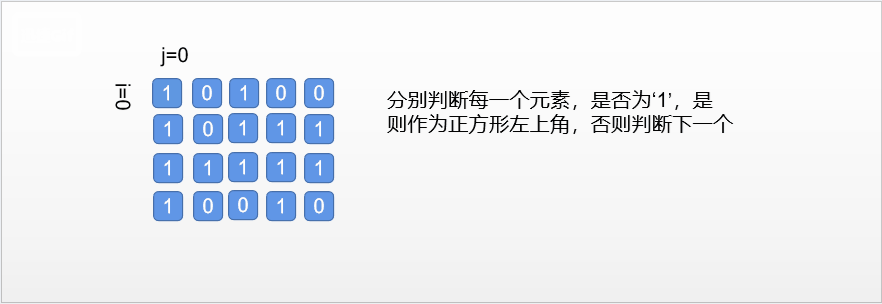 j=0
i=0
1 0 1 0 0
1 0 1 1 1
1 1 1 1 1
1 0 0 1 0
分别判断每一个元素，是否为‘1’，是
则作为正方形左上角，否则判断下一个